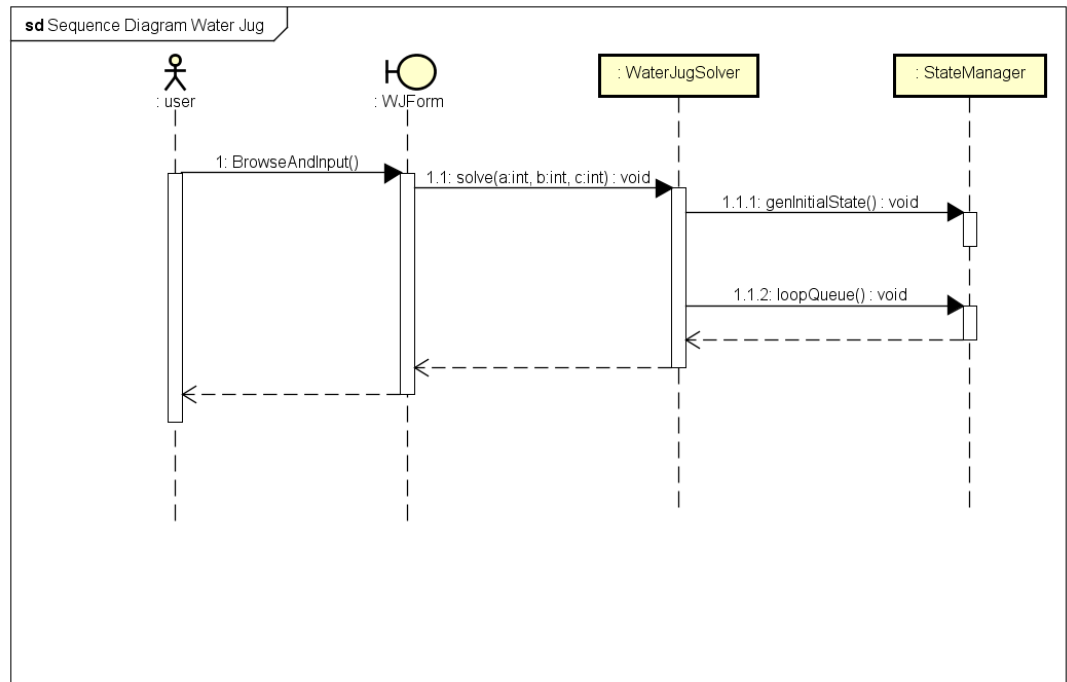 sd Sequence Diagram Water Jug
: user
: WJForm
: WaterJugSolver
: StateManager
1: BrowseAndInput()
1.1: solve(a:int, b:int, c:int) : void
1.1.1: genInitialState() : void
1.1.2: loopQueue() : void